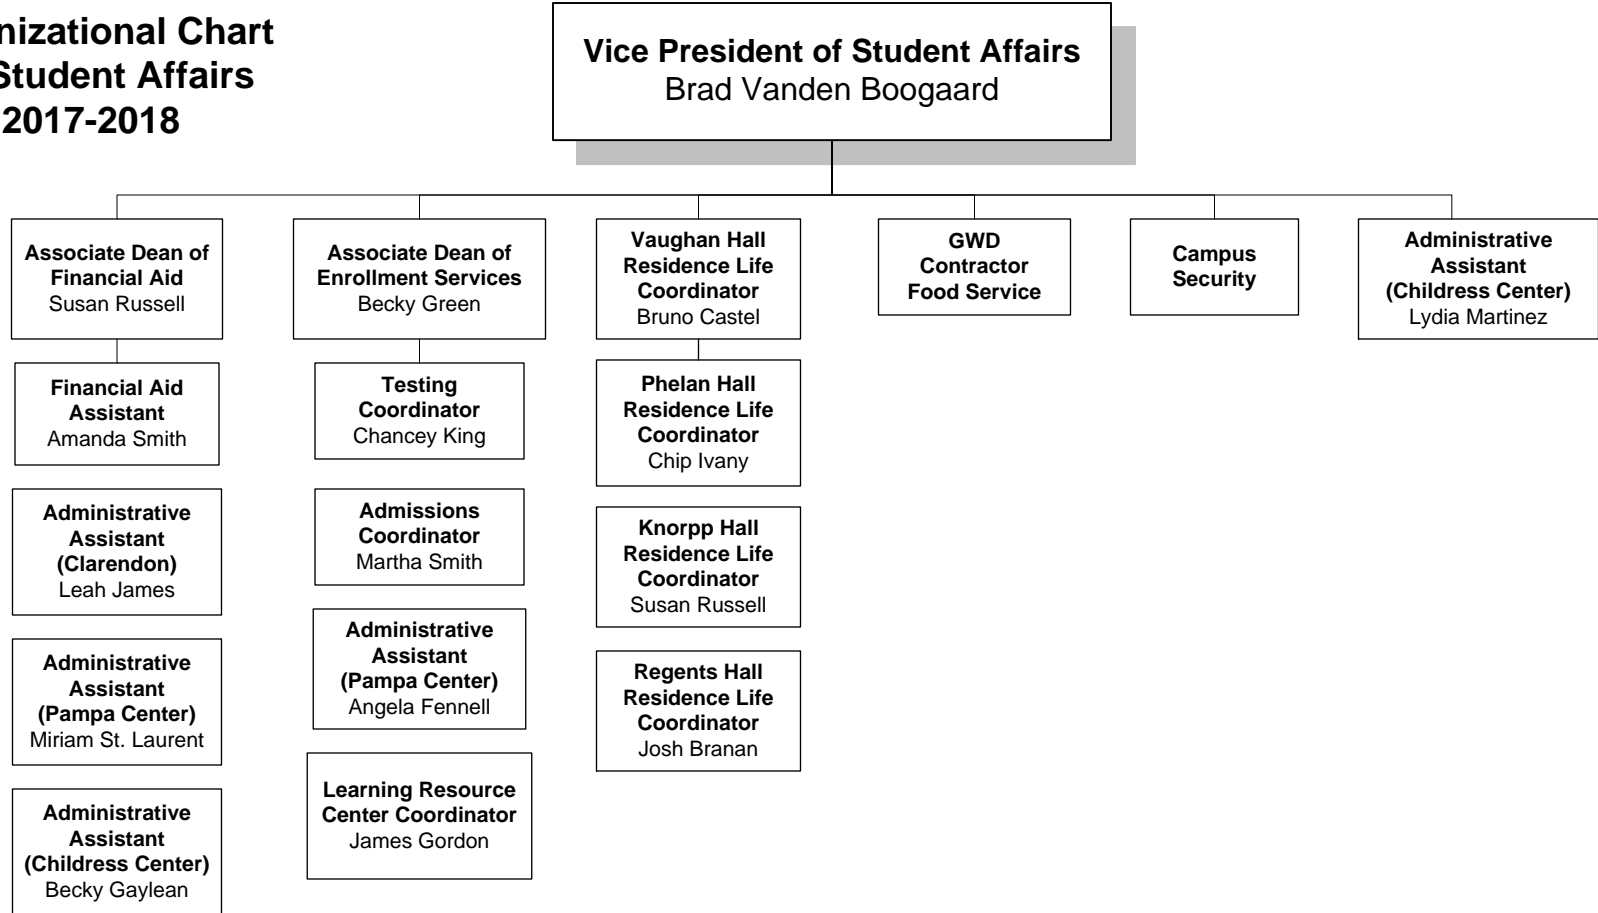 nizational Chart
Student Affairs
2017-2018
Vice President of Student Affairs
Brad Vanden Boogaard
Associate Dean of
Financial Aid
Susan Russell
Associate Dean of
Enrollment Services
Becky Green
Vaughan Hall
Residence Life
Coordinator
Bruno Castel
GWD
Contractor
Food Service
Campus
Security
Administrative
Assistant
(Childress Center)
Lydia Martinez
Financial Aid
Assistant
Amanda Smith
Testing
Coordinator
Chancey King
Phelan Hall
Residence Life
Coordinator
Chip Ivany
Administrative
Assistant
(Clarendon)
Leah James
Admissions
Coordinator
Martha Smith
Knorpp Hall
Residence Life
Coordinator
Susan Russell
Administrative
Assistant
(Pampa Center)
Miriam St. Laurent
Administrative
Assistant
(Pampa Center)
Angela Fennell
Regents Hall
Residence Life
Coordinator
Josh Branan
Administrative
Assistant
(Childress Center)
Becky Gaylean
Learning Resource
Center Coordinator
James Gordon